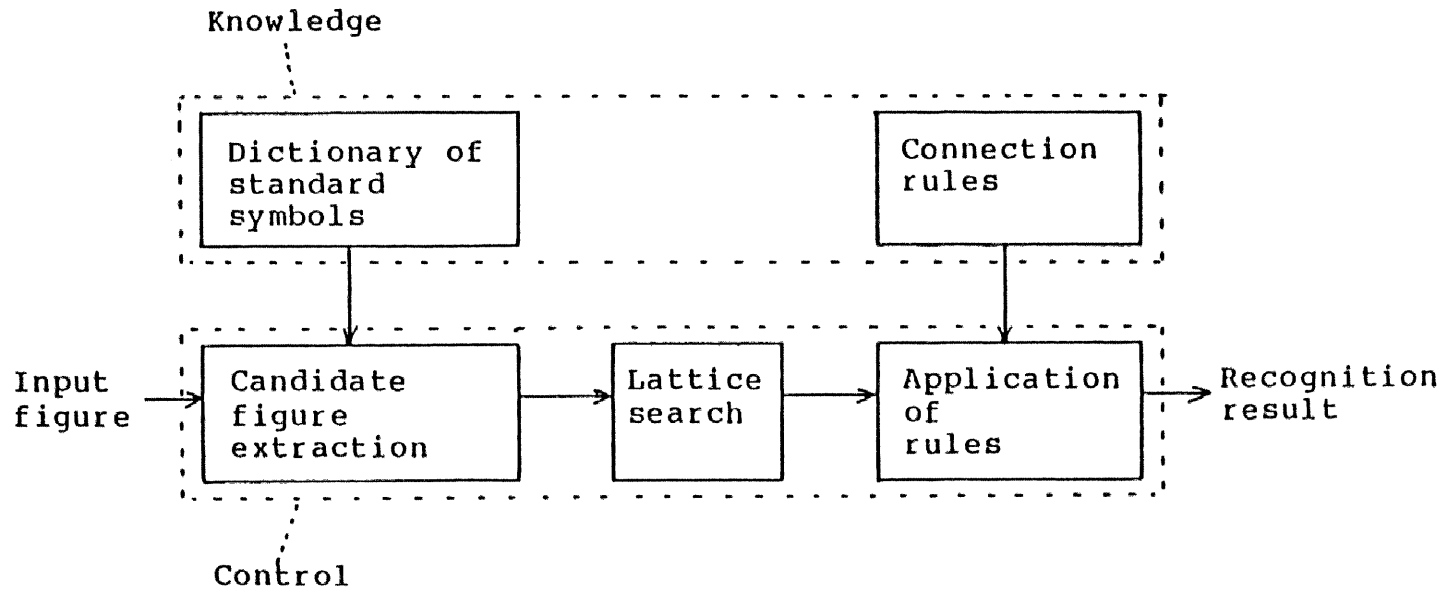 Knowledge
Dictionary of
standard
symbols
Connection
rules
Input
figure
Candidate
figure
extraction
Lattice
search
Application
of
rules
Recognition
result
Control